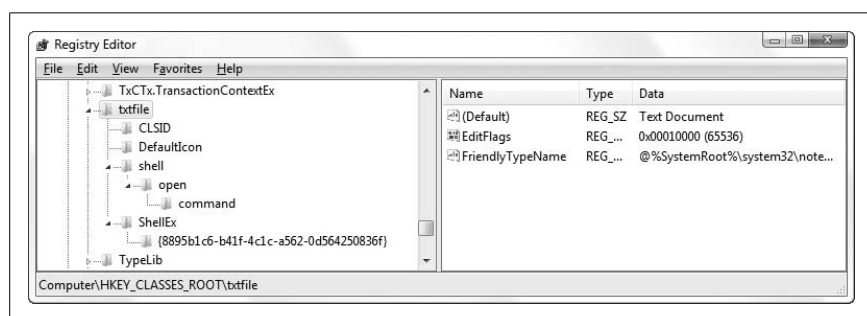 Registry Editor
File Edit View Favorites Help
TxCTx.TransactionContextEx
txtfile
CLSID
DefaultIcon
shell
open
command
ShellEx
{8895b1c6-b41f-4c1c-a562-0d564250836f}
TypeLib
Name Type Data
(Default) REG_SZ Text Document
EditFlags REG_... 0x00010000 (65536)
FriendlyTypeName REG_... @%SystemRoot%\system32\note...
Computer\HKEY_CLASSES_ROOT\txtfile